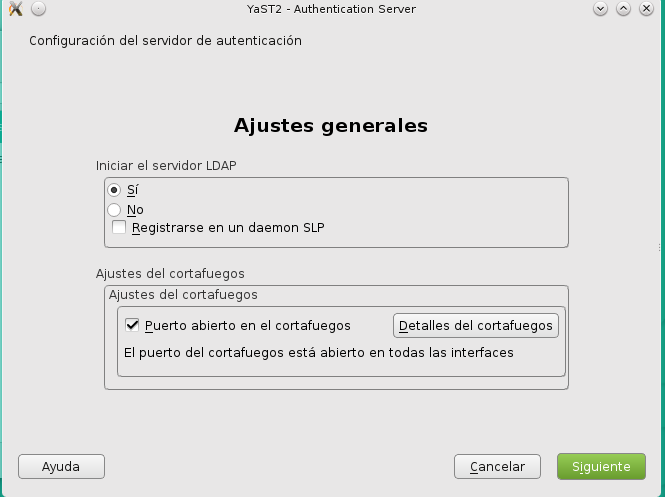 YaST2 - Authentication Server
Configuración del servidor de autenticación
Ajustes generales
Iniciar el servidor LDAP
Sí
No
Registrarse en un daemon SLP
Ajustes del cortafuegos
Ajustes del cortafuegos
Puerto abierto en el cortafuegos
Detalles del cortafuegos
El puerto del cortafuegos está abierto en todas las interfaces
Ayuda
Cancelar
Siguiente